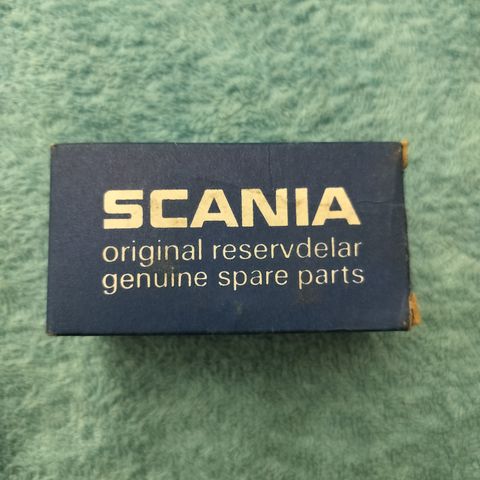 SCANIA
original reservdelar
genuine spare parts